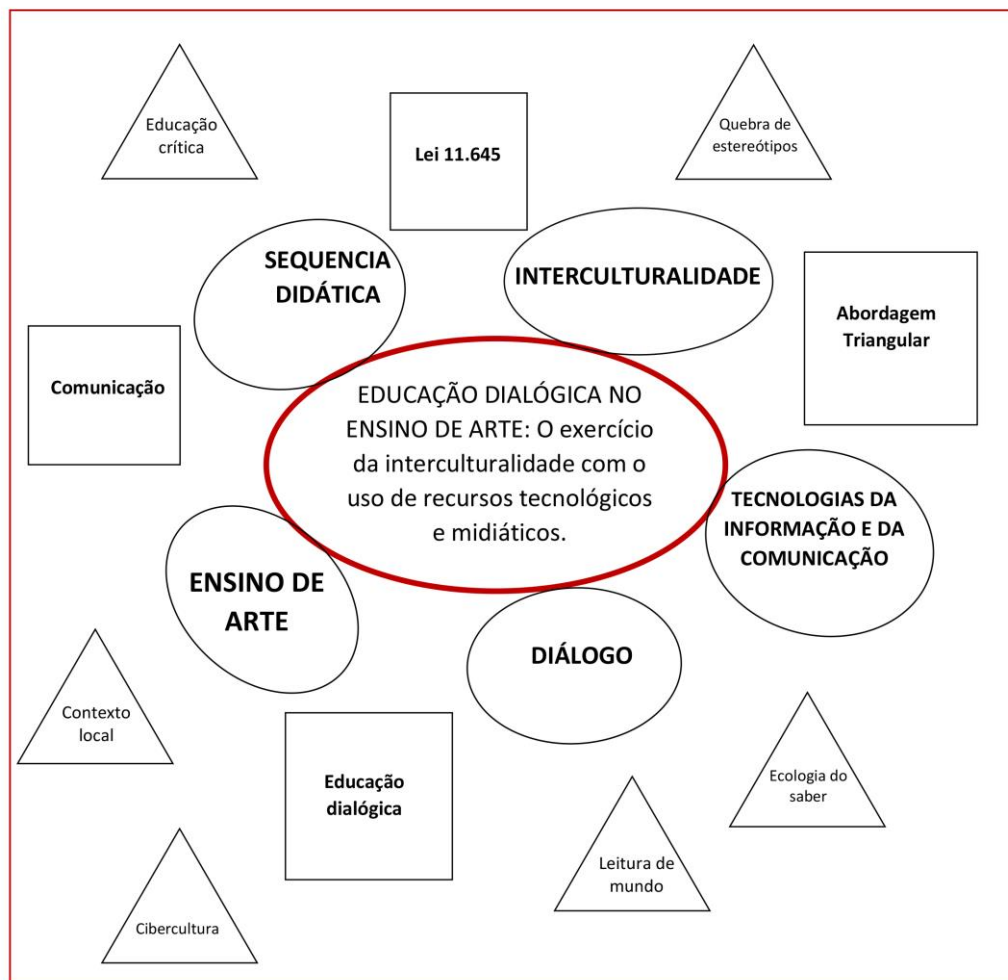 Educação
crítica
Lei 11.645
Quebra de
estereótipos
SEQUENCIA
DIDÁTICA
INTERCULTURALIDADE
Abordagem
Triangular
Comunicação
EDUCAÇÃO DIALÓGICA NO
ENSINO DE ARTE: O exercício
da interculturalidade com o
uso de recursos tecnológicos
e midiáticos.
TECNOLOGIAS DA
INFORMAÇÃO E DA
COMUNICAÇÃO
ENSINO DE
ARTE
DIÁLOGO
Contexto
local
Educação
dialógica
Ecologia do
saber
Leitura de
mundo
Cibercultura